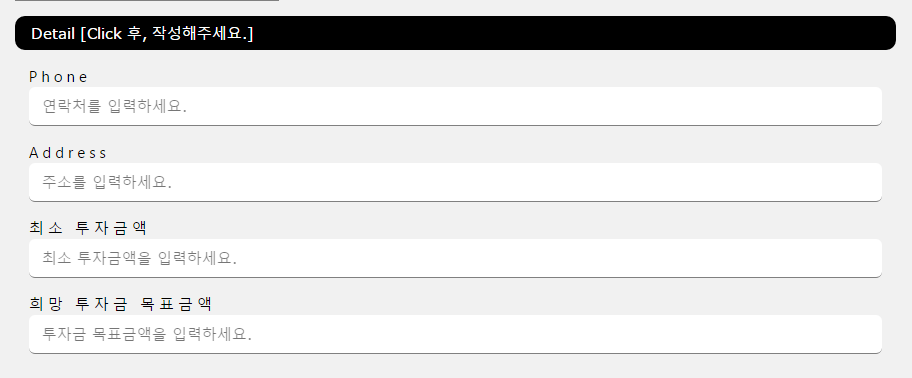 Detail [Click 후, 작성해주세요.]
Phone
연락처를 입력하세요.
Address
주소를 입력하세요.
최소 투자금액
최소 투자금액을 입력하세요.
희망 투자금 목표금액
투자금 목표금액을 입력하세요.